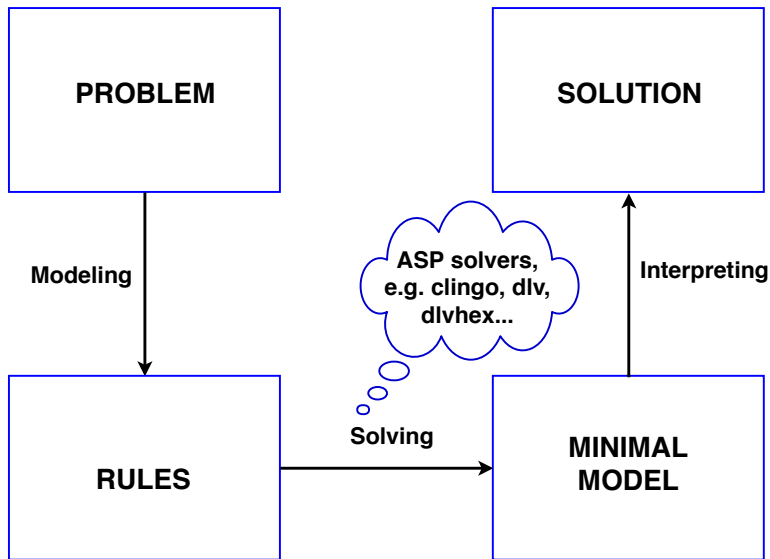 PROBLEM
SOLUTION
Modeling
ASP solvers,
e.g. clingo, dlv,
dlvhex...
Interpreting
Solving
RULES
MINIMAL
MODEL